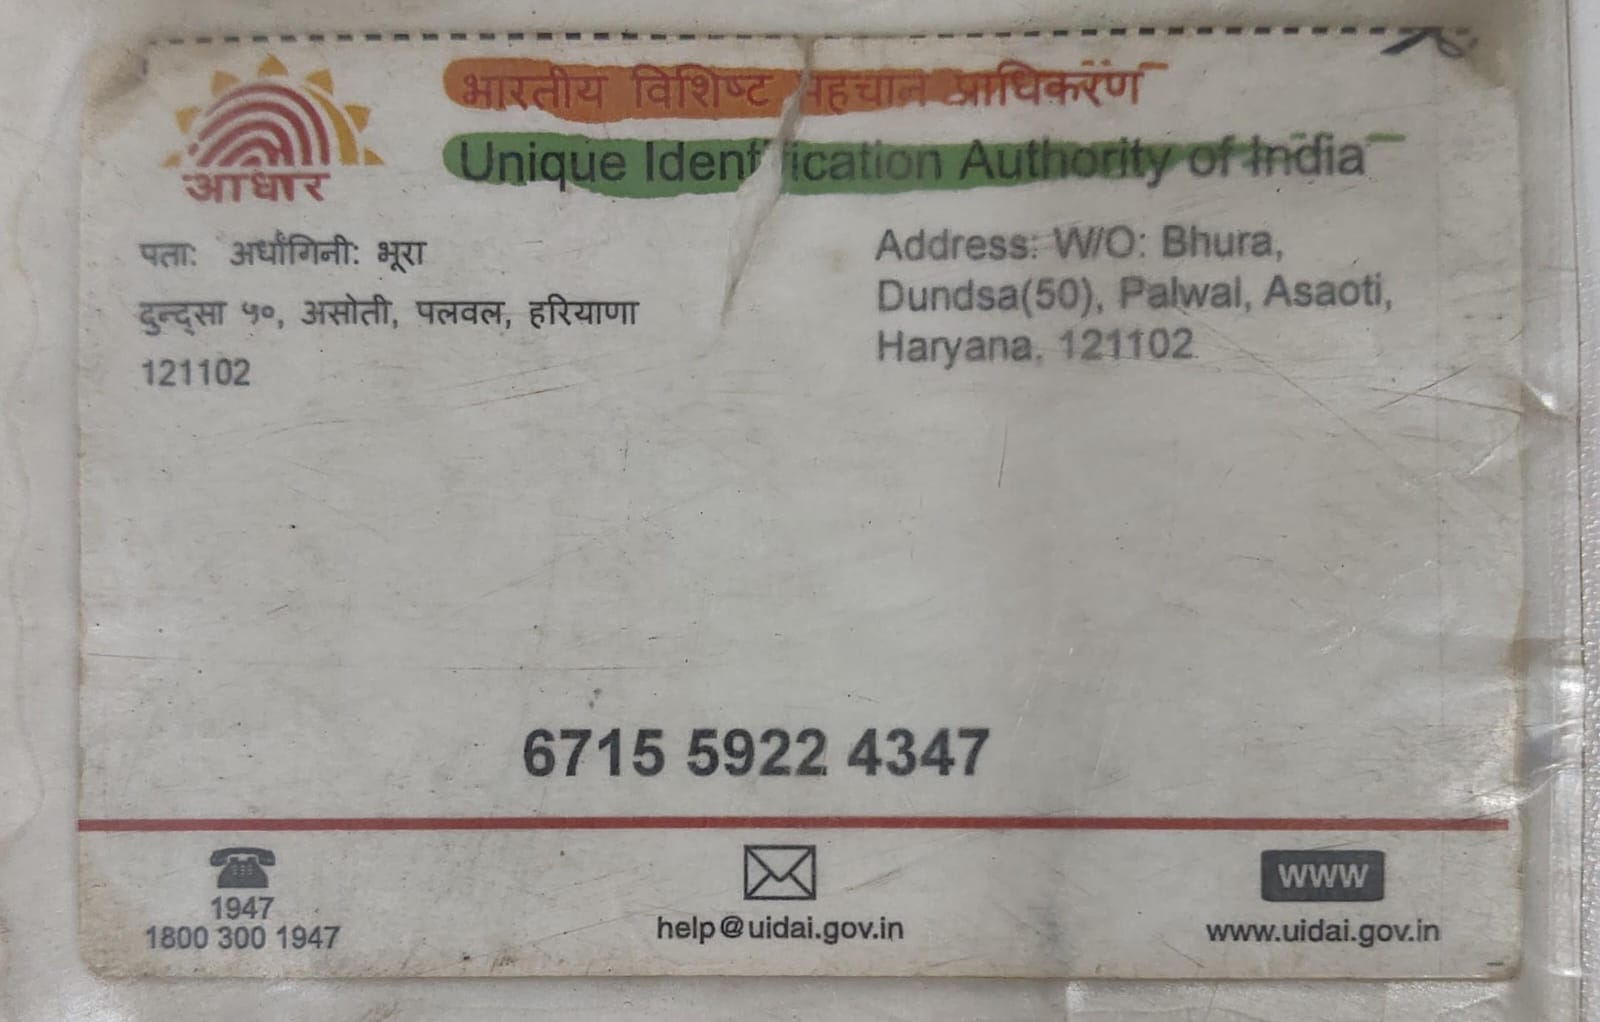 आधार
भारतीय विशिष्ट पहचान प्राधिकरण
Unique Identification Authority of India
पता: अर्धांगिनी: भूरा
दुन्द्सा ५०, असोती, पलवल, हरियाणा
121102
Address: W/O: Bhura,
Dundsa(50), Palwal, Asaoti,
Haryana, 121102
6715 5922 4347
1947
1800 300 1947
help@uidai.gov.in
www
www.uidai.gov.in